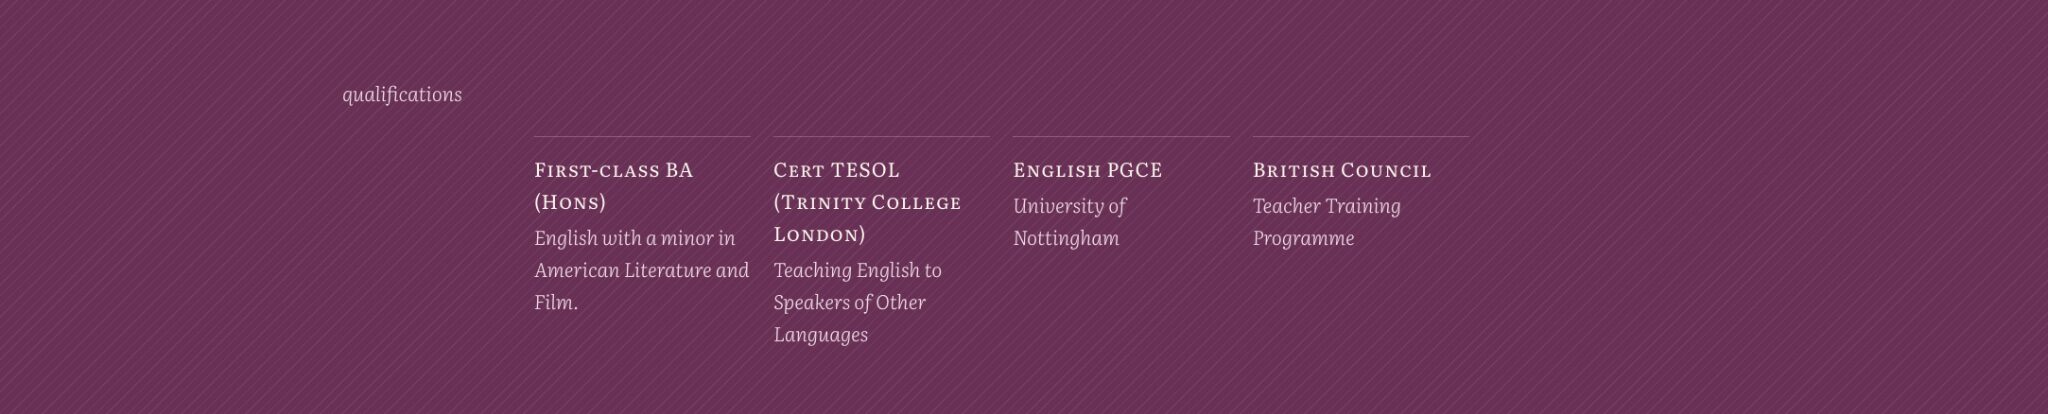 qualifications
First-class BA
(Hons)
English with a minor in
American Literature and
Film.
Cert TESOL
(Trinity College
London)
Teaching English to
Speakers of Other
Languages
English PGCE
University of
Nottingham
British Council
Teacher Training
Programme